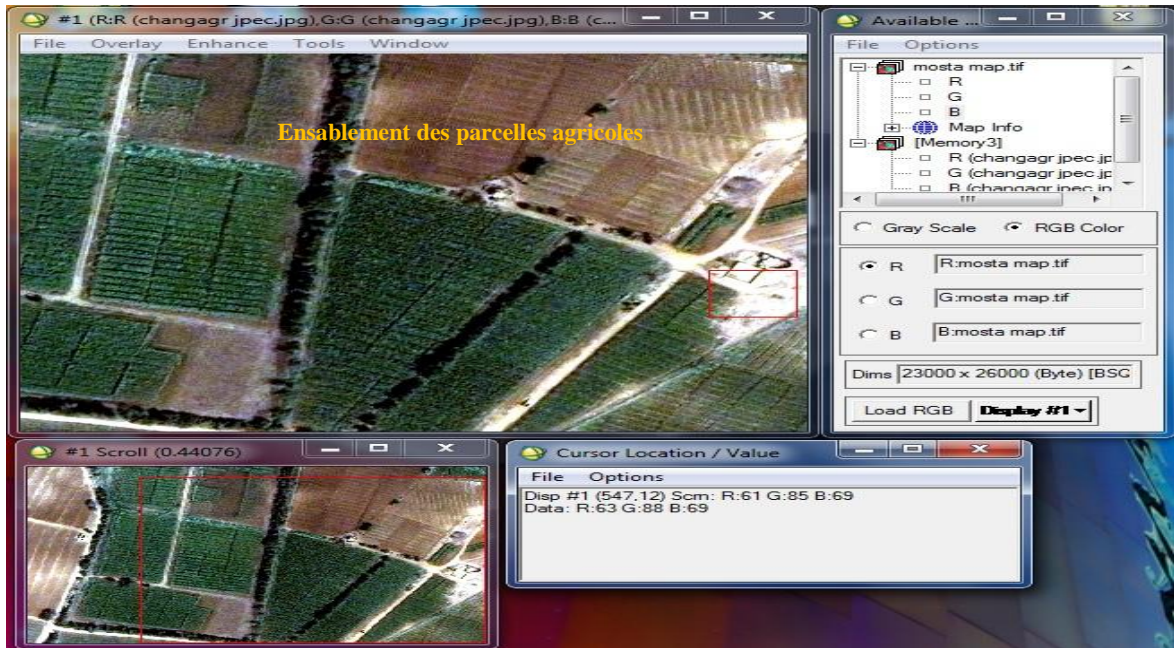 #1 (R:R (changagr jpec.jpg),G:G (changagr jpec.jpg),B:B (c...
File Overlay Enhance Tools Window
Ensablement des parcelles agricoles
Available ...
File Options
mosta map.tif
R
G
B
Map Info
[Memory3]
R (changagr jpec.jp
G (changagr jpec.jp
B (changagr jpec.jp
Gray Scale RGB Color
R R:mosta map.tif
G G:mosta map.tif
B B:mosta map.tif
Dims 23000 x 26000 (Byte) [BSQ
Load RGB Display #1
#1 Scroll (0.44076)
Cursor Location / Value
File Options
Disp #1 (547,12) Scrn: R:61 G:85 B:69
Data: R:63 G:88 B:69